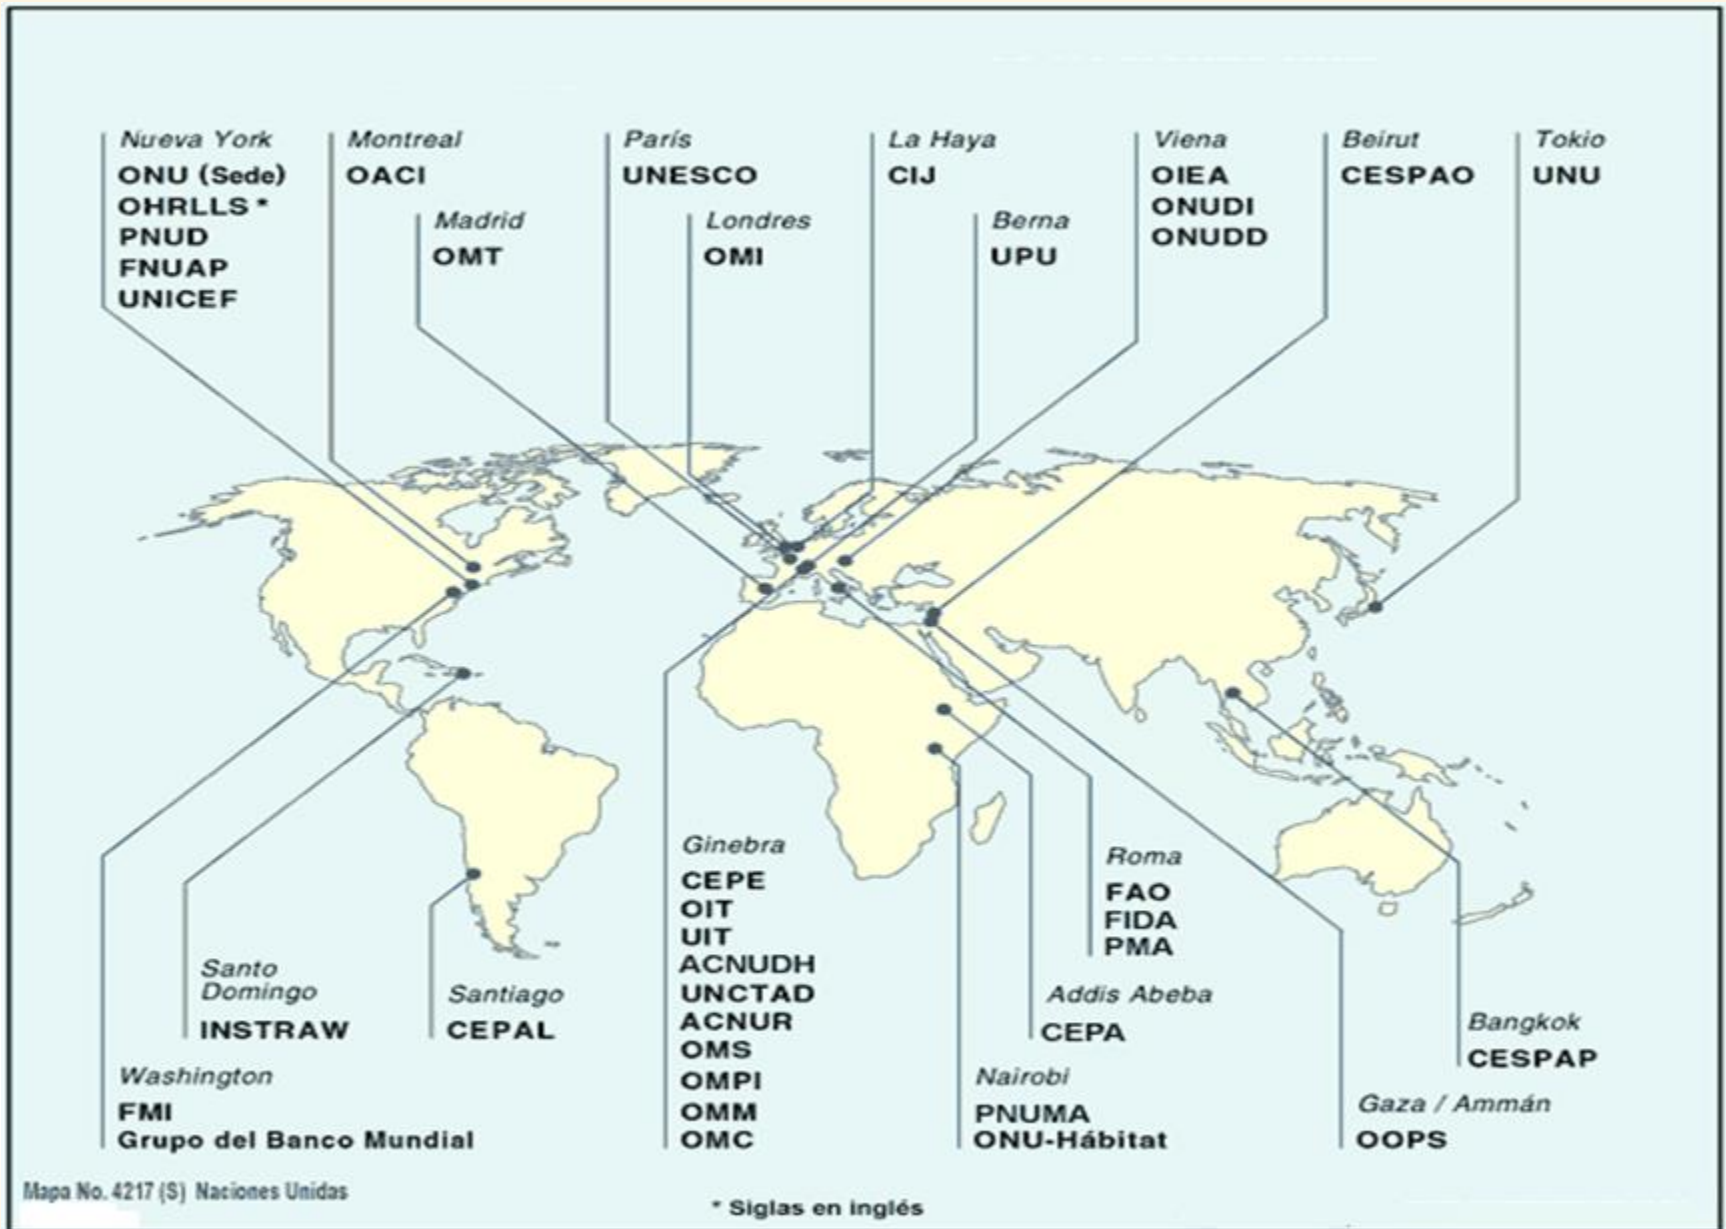 Nueva York
ONU (Sede)
OHRLLS *
PNUD
FNUAP
UNICEF
Montreal
OACI
Madrid
OMT
París
UNESCO
Londres
OMI
La Haya
CIJ
Berna
UPU
Viena
OIEA
ONUDI
ONUDD
Beirut
CESPAO
Tokio
UNU
Washington
FMI
Grupo del Banco Mundial
Santo
Domingo
INSTRAW
Santiago
CEPAL
Ginebra
CEPE
OIT
UIT
ACNUDH
UNCTAD
ACNUR
OMS
OMPI
OMM
OMC
Nairobi
PNUMA
ONU-Hábitat
Addis Abeba
CEPA
Roma
FAO
FIDA
PMA
Gaza / Ammán
OOPS
Bangkok
CESPAP
Mapa No. 4217 (S) Naciones Unidas
* Siglas en inglés